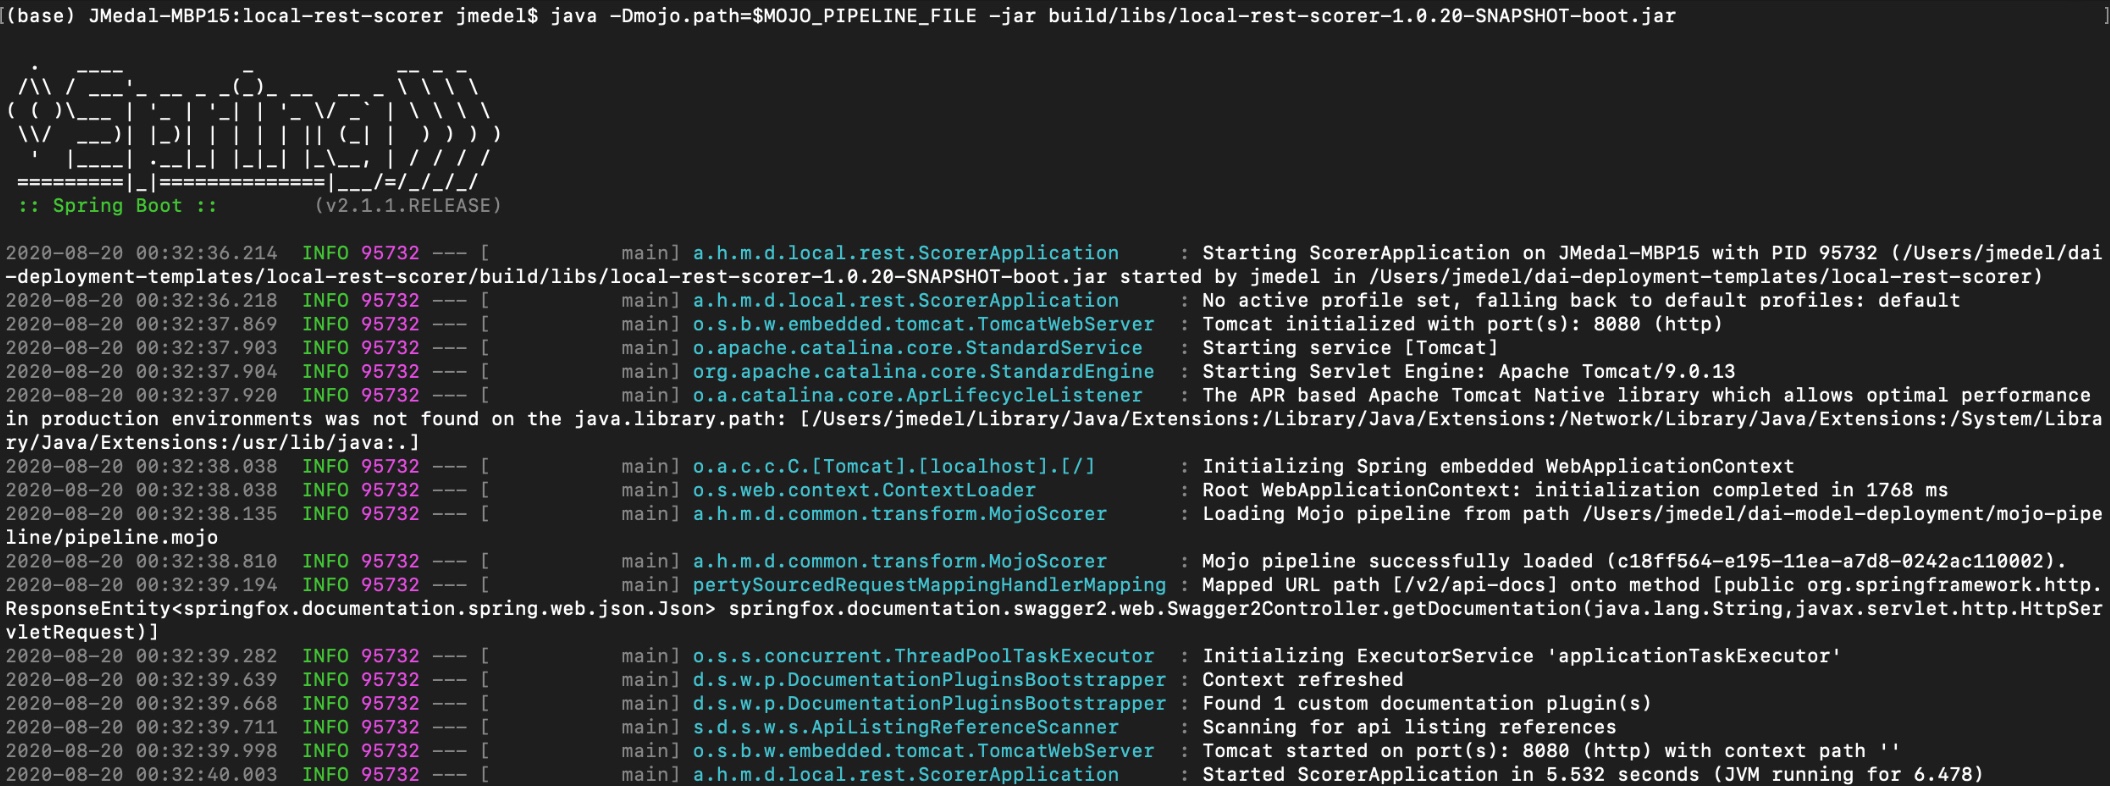 [(base) JMedal-MBP15:local-rest-scorer jmedel$ java -Dmojo.path=$MOJO_PIPELINE_FILE -jar build/libs/local-rest-scorer-1.0.20-SNAPSHOT-boot.jar ]
  .   ____          _            __ _ _
 /\\ / ___'_ __ _ _(_)_ __  __ _ \ \ \ \
( ( )\___ | '_ | '_| | '_ \/ _` | \ \ \ \
 \\/  ___)| |_)| | | | | || (_| |  ) ) ) )
  '  |____| .__|_| |_|_| |_\__, | / / / /
 =========|_|==============|___/=/_/_/_/
 :: Spring Boot ::        (v2.1.1.RELEASE)
2020-08-20 00:32:36.214  INFO 95732 --- [           main] a.h.m.d.local.rest.ScorerApplication     : Starting ScorerApplication on JMedal-MBP15 with PID 95732 (/Users/jmedel/dai
-deployment-templates/local-rest-scorer/build/libs/local-rest-scorer-1.0.20-SNAPSHOT-boot.jar started by jmedel in /Users/jmedel/dai-deployment-templates/local-rest-scorer)
2020-08-20 00:32:36.218  INFO 95732 --- [           main] a.h.m.d.local.rest.ScorerApplication     : No active profile set, falling back to default profiles: default
2020-08-20 00:32:37.869  INFO 95732 --- [           main] o.s.b.w.embedded.tomcat.TomcatWebServer  : Tomcat initialized with port(s): 8080 (http)
2020-08-20 00:32:37.903  INFO 95732 --- [           main] o.apache.catalina.core.StandardService   : Starting service [Tomcat]
2020-08-20 00:32:37.904  INFO 95732 --- [           main] org.apache.catalina.core.StandardEngine  : Starting Servlet Engine: Apache Tomcat/9.0.13
2020-08-20 00:32:37.920  INFO 95732 --- [           main] o.a.catalina.core.AprLifecycleListener   : The APR based Apache Tomcat Native library which allows optimal performance
in production environments was not found on the java.library.path: [/Users/jmedel/Library/Java/Extensions:/Library/Java/Extensions:/Network/Library/Java/Extensions:/System/Libra
ry/Java/Extensions:/usr/lib/java:.]
2020-08-20 00:32:38.038  INFO 95732 --- [           main] o.a.c.c.C.[Tomcat].[localhost].[/]       : Initializing Spring embedded WebApplicationContext
2020-08-20 00:32:38.038  INFO 95732 --- [           main] o.s.web.context.ContextLoader            : Root WebApplicationContext: initialization completed in 1768 ms
2020-08-20 00:32:38.135  INFO 95732 --- [           main] a.h.m.d.common.transform.MojoScorer      : Loading Mojo pipeline from path /Users/jmedel/dai-model-deployment/mojo-pipe
line/pipeline.mojo
2020-08-20 00:32:38.810  INFO 95732 --- [           main] a.h.m.d.common.transform.MojoScorer      : Mojo pipeline successfully loaded (c18ff564-e195-11ea-a7d8-0242ac110002).
2020-08-20 00:32:39.194  INFO 95732 --- [           main] pertySourcedRequestMappingHandlerMapping : Mapped URL path [/v2/api-docs] onto method [public org.springframework.http.
ResponseEntity<springfox.documentation.spring.web.json.Json> springfox.documentation.swagger2.web.Swagger2Controller.getDocumentation(java.lang.String,javax.servlet.http.HttpSer
vletRequest)]
2020-08-20 00:32:39.282  INFO 95732 --- [           main] o.s.s.concurrent.ThreadPoolTaskExecutor  : Initializing ExecutorService 'applicationTaskExecutor'
2020-08-20 00:32:39.639  INFO 95732 --- [           main] d.s.w.p.DocumentationPluginsBootstrapper : Context refreshed
2020-08-20 00:32:39.668  INFO 95732 --- [           main] d.s.w.p.DocumentationPluginsBootstrapper : Found 1 custom documentation plugin(s)
2020-08-20 00:32:39.711  INFO 95732 --- [           main] s.d.s.w.s.ApiListingReferenceScanner     : Scanning for api listing references
2020-08-20 00:32:39.998  INFO 95732 --- [           main] o.s.b.w.embedded.tomcat.TomcatWebServer  : Tomcat started on port(s): 8080 (http) with context path ''
2020-08-20 00:32:40.003  INFO 95732 --- [           main] a.h.m.d.local.rest.ScorerApplication     : Started ScorerApplication in 5.532 seconds (JVM running for 6.478)